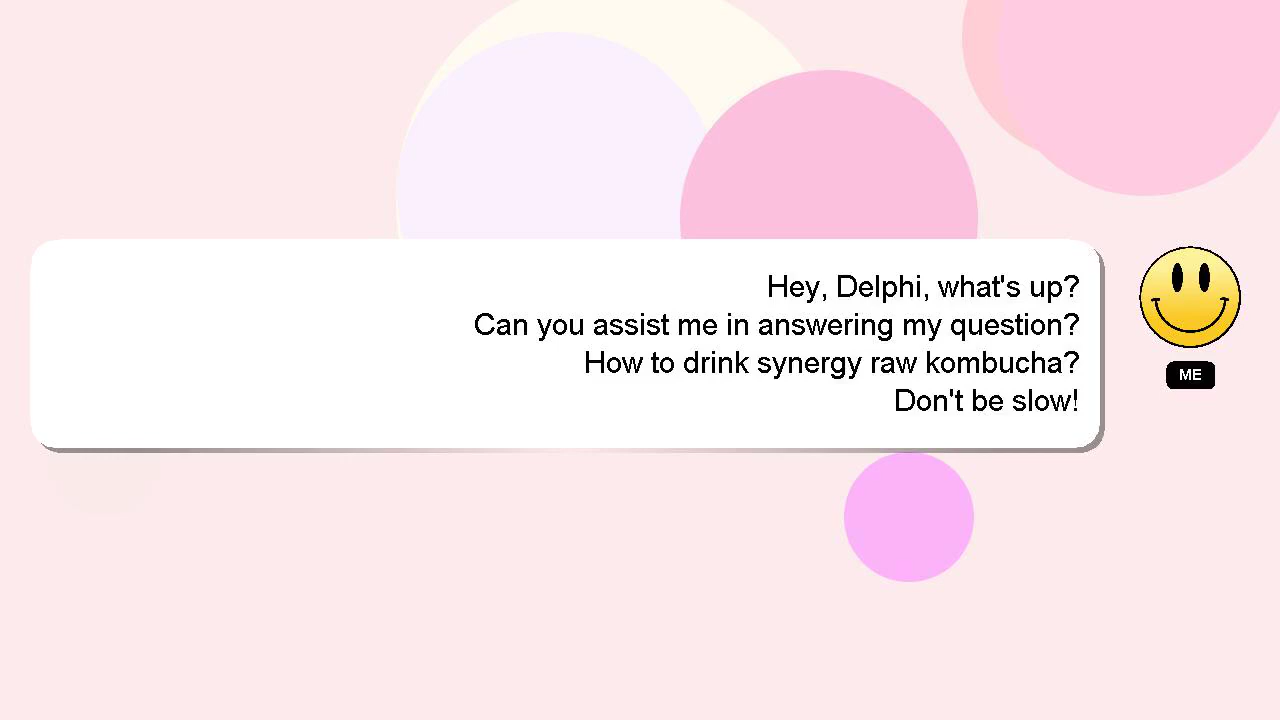 Hey, Delphi, what's up?
Can you assist me in answering my question?
How to drink synergy raw kombucha?
Don't be slow!
ME